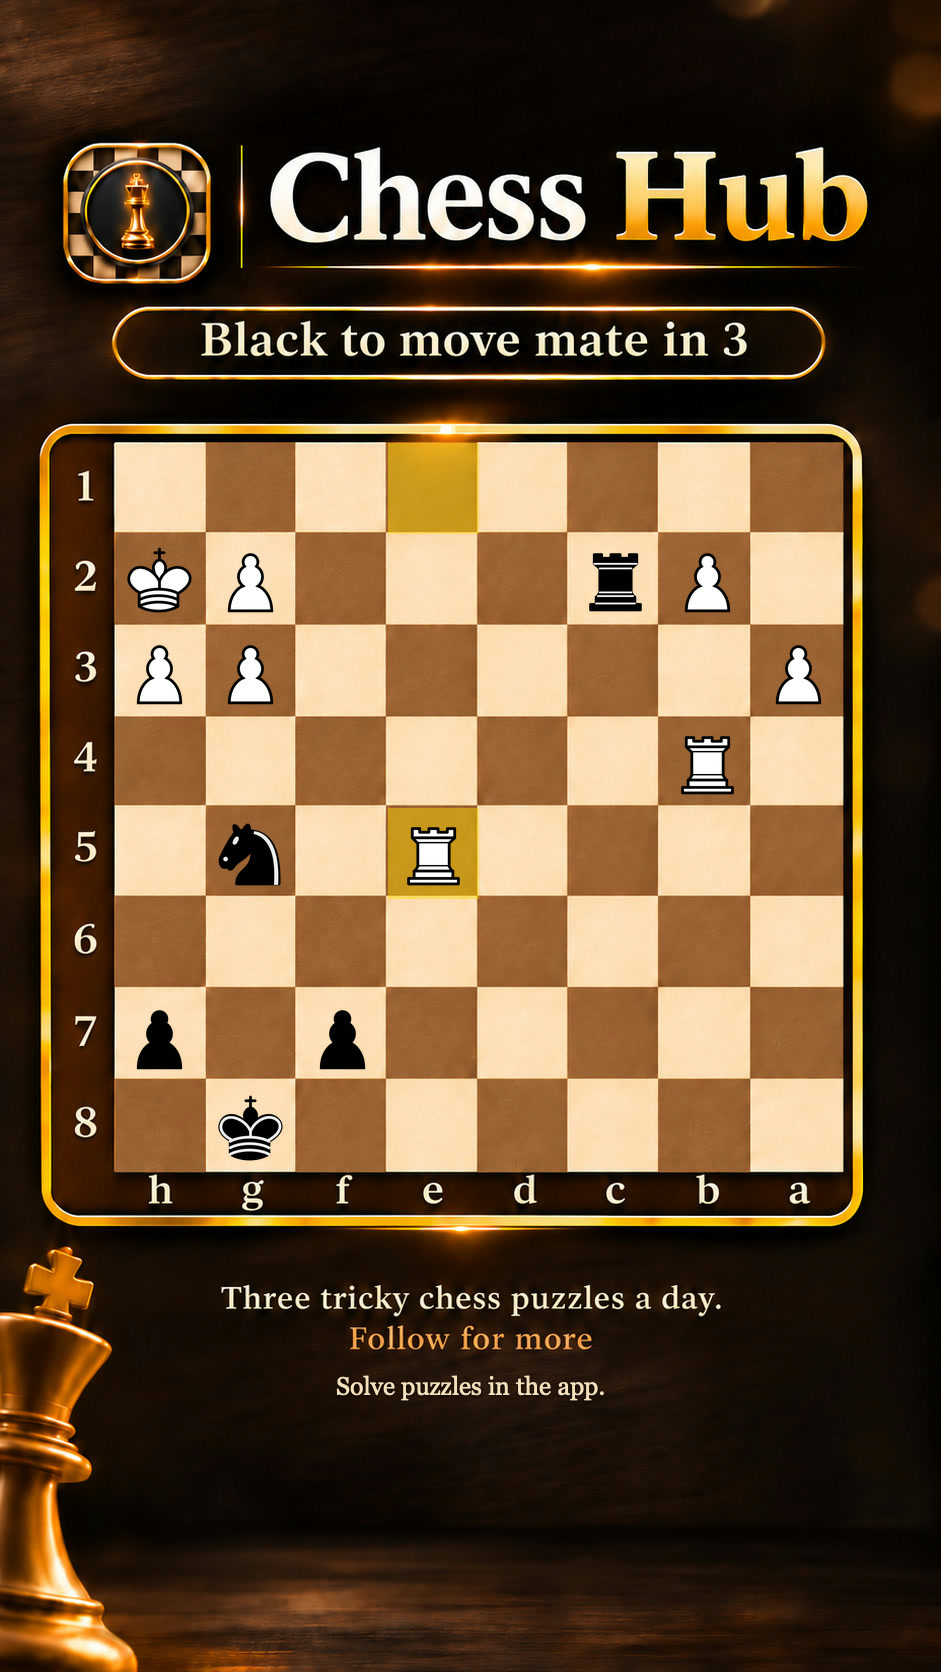 Chess Hub
Black to move mate in 3
1
2
3
4
5
6
7
8
h g f e d c b a
Three tricky chess puzzles a day.
Follow for more
Solve puzzles in the app.